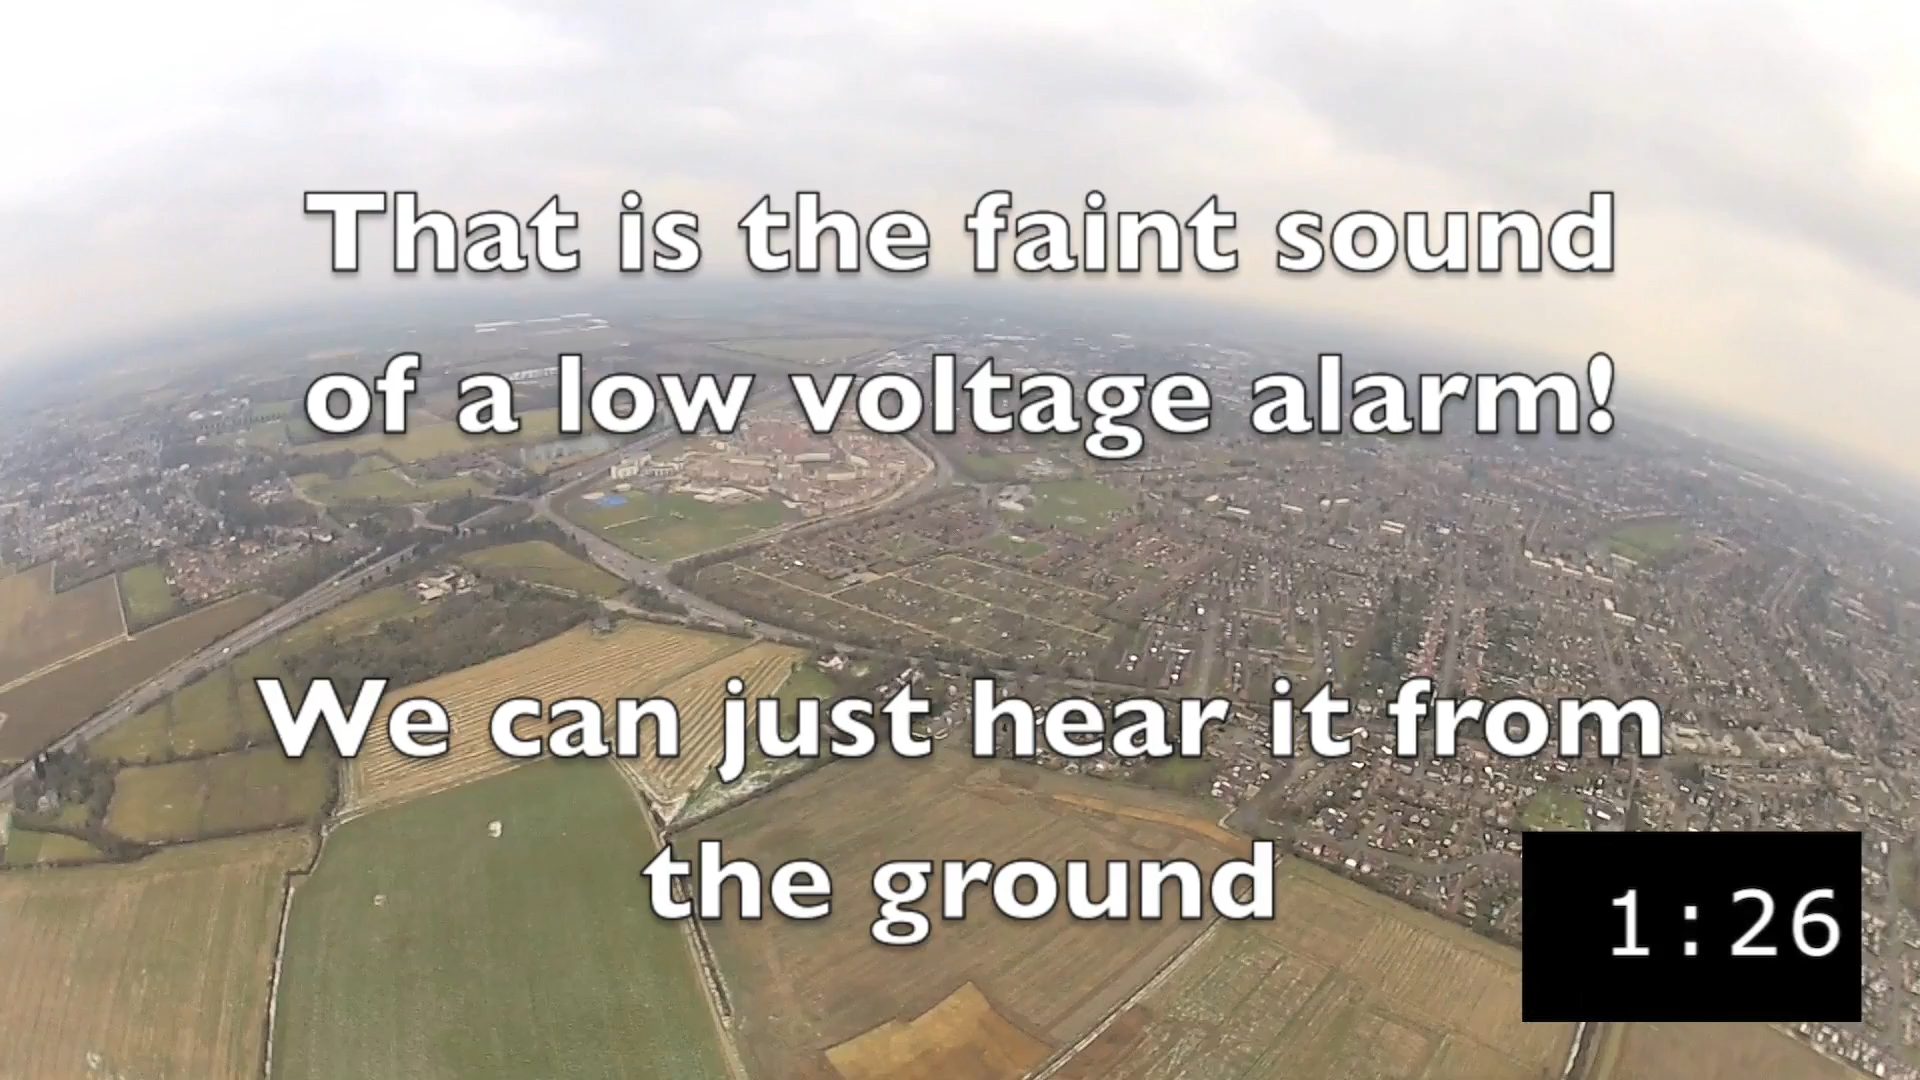 That is the faint sound
of a low voltage alarm!
We can just hear it from
the ground
1:26